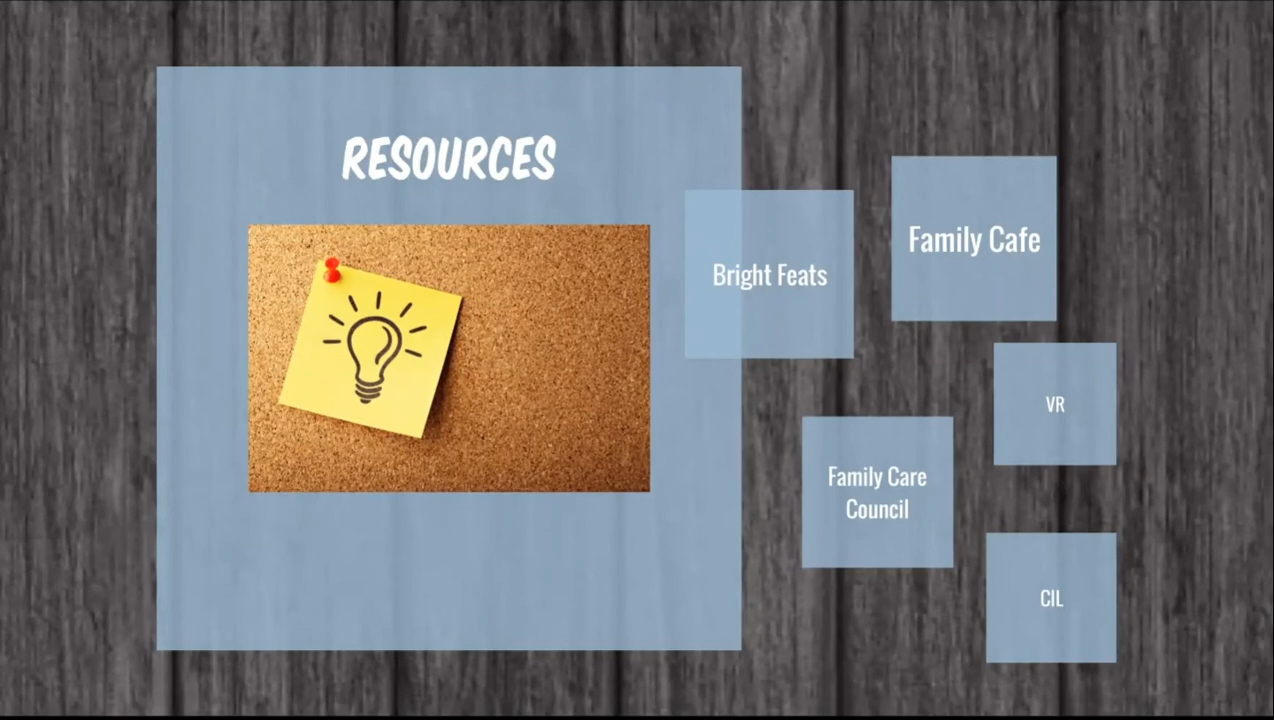 RESOURCES
Bright Feats
Family Cafe
VR
Family Care
Council
CIL